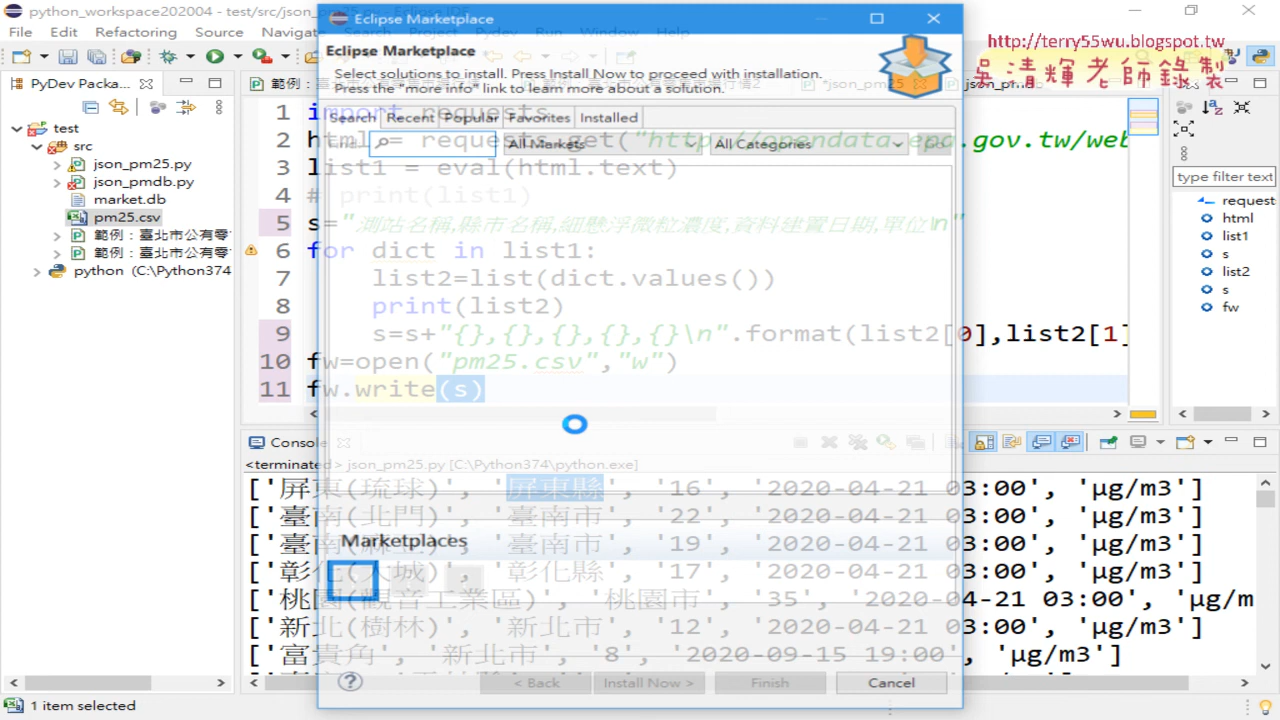 python_workspace202004 - test/src/json_pm25.py - Eclipse IDE
Eclipse Marketplace
File Edit Refactoring Source Navigate Search Project PyDev Run Window Help
http://terry55w.blogspot.tw
吳清輝老師錄製
Eclipse Marketplace
Select solutions to install. Press Install Now to proceed with installation.
Press the "more info" link to learn more about a solution.
PyDev Packa...
Search Recent Popular Favorites Installed
All Markets
All Categories
test
src
json_pm25.py
json_pmdb.py
market.db
pm25.csv
範例：臺北市公有零
範例：臺北市公有零
python (C:\Python374
1 import requests
2 html = requests.get("http://opendata.epa.gov.tw/web
3 list1 = eval(html.text)
4 # print(list1)
5 s="測站名稱,縣市名稱,細懸浮微粒濃度,資料建置日期,單位\n"
6 for dict in list1:
7 list2=list(dict.values())
8 print(list2)
9 s=s+"{},{},{},{},{}\n".format(list2[0],list2[1]
10 fw=open("pm25.csv","w")
11 fw.write(s)
type filter text
request
html
list1
s
list2
s
fw
Console
<terminated> json_pm25.py [C:\Python374\python.exe]
['屏東(琉球)', '屏東縣', '16', '2020-04-21 03:00', 'μg/m3']
['臺南(北門)', '臺南市', '22', '2020-04-21 03:00', 'μg/m3']
['臺南(麻豆)', '臺南市', '19', '2020-04-21 03:00', 'μg/m3']
['彰化(大城)', '彰化縣', '17', '2020-04-21 03:00', 'μg/m3']
['桃園(觀音工業區)', '桃園市', '35', '2020-04-21 03:00', 'μg/m
['新北(樹林)', '新北市', '12', '2020-04-21 03:00', 'μg/m3']
['富貴角', '新北市', '8', '2020-09-15 19:00', 'μg/m3']
Marketplaces
< Back
Install Now >
Finish
Cancel
1 item selected